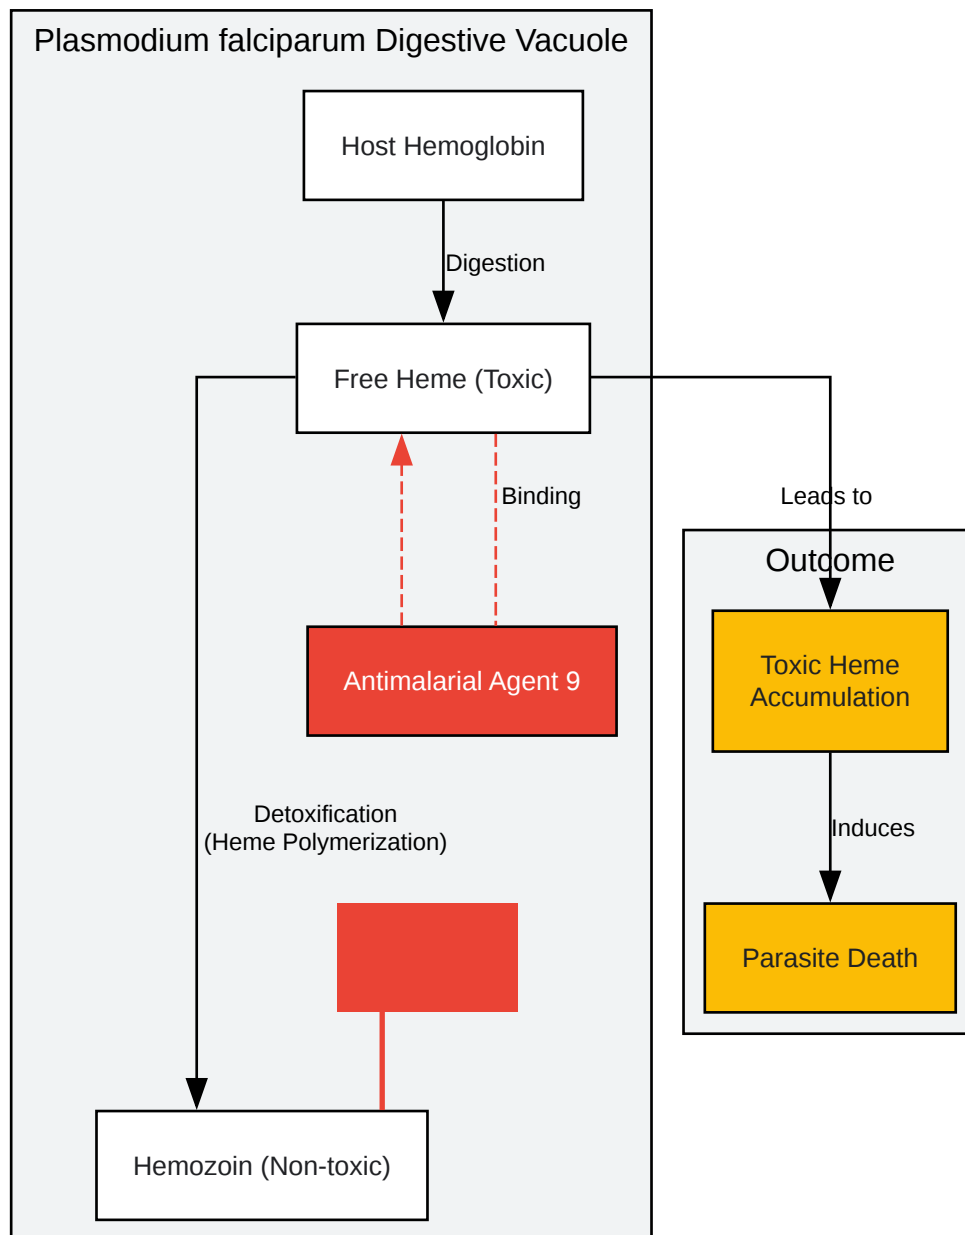 Plasmodium falciparum Digestive Vacuole
Host Hemoglobin
Digestion
Free Heme (Toxic)
Binding
Leads to
Outcome
Antimalarial Agent 9
Toxic Heme
Accumulation
Detoxification
(Heme Polymerization)
Induces
Parasite Death
Hemozoin (Non-toxic)